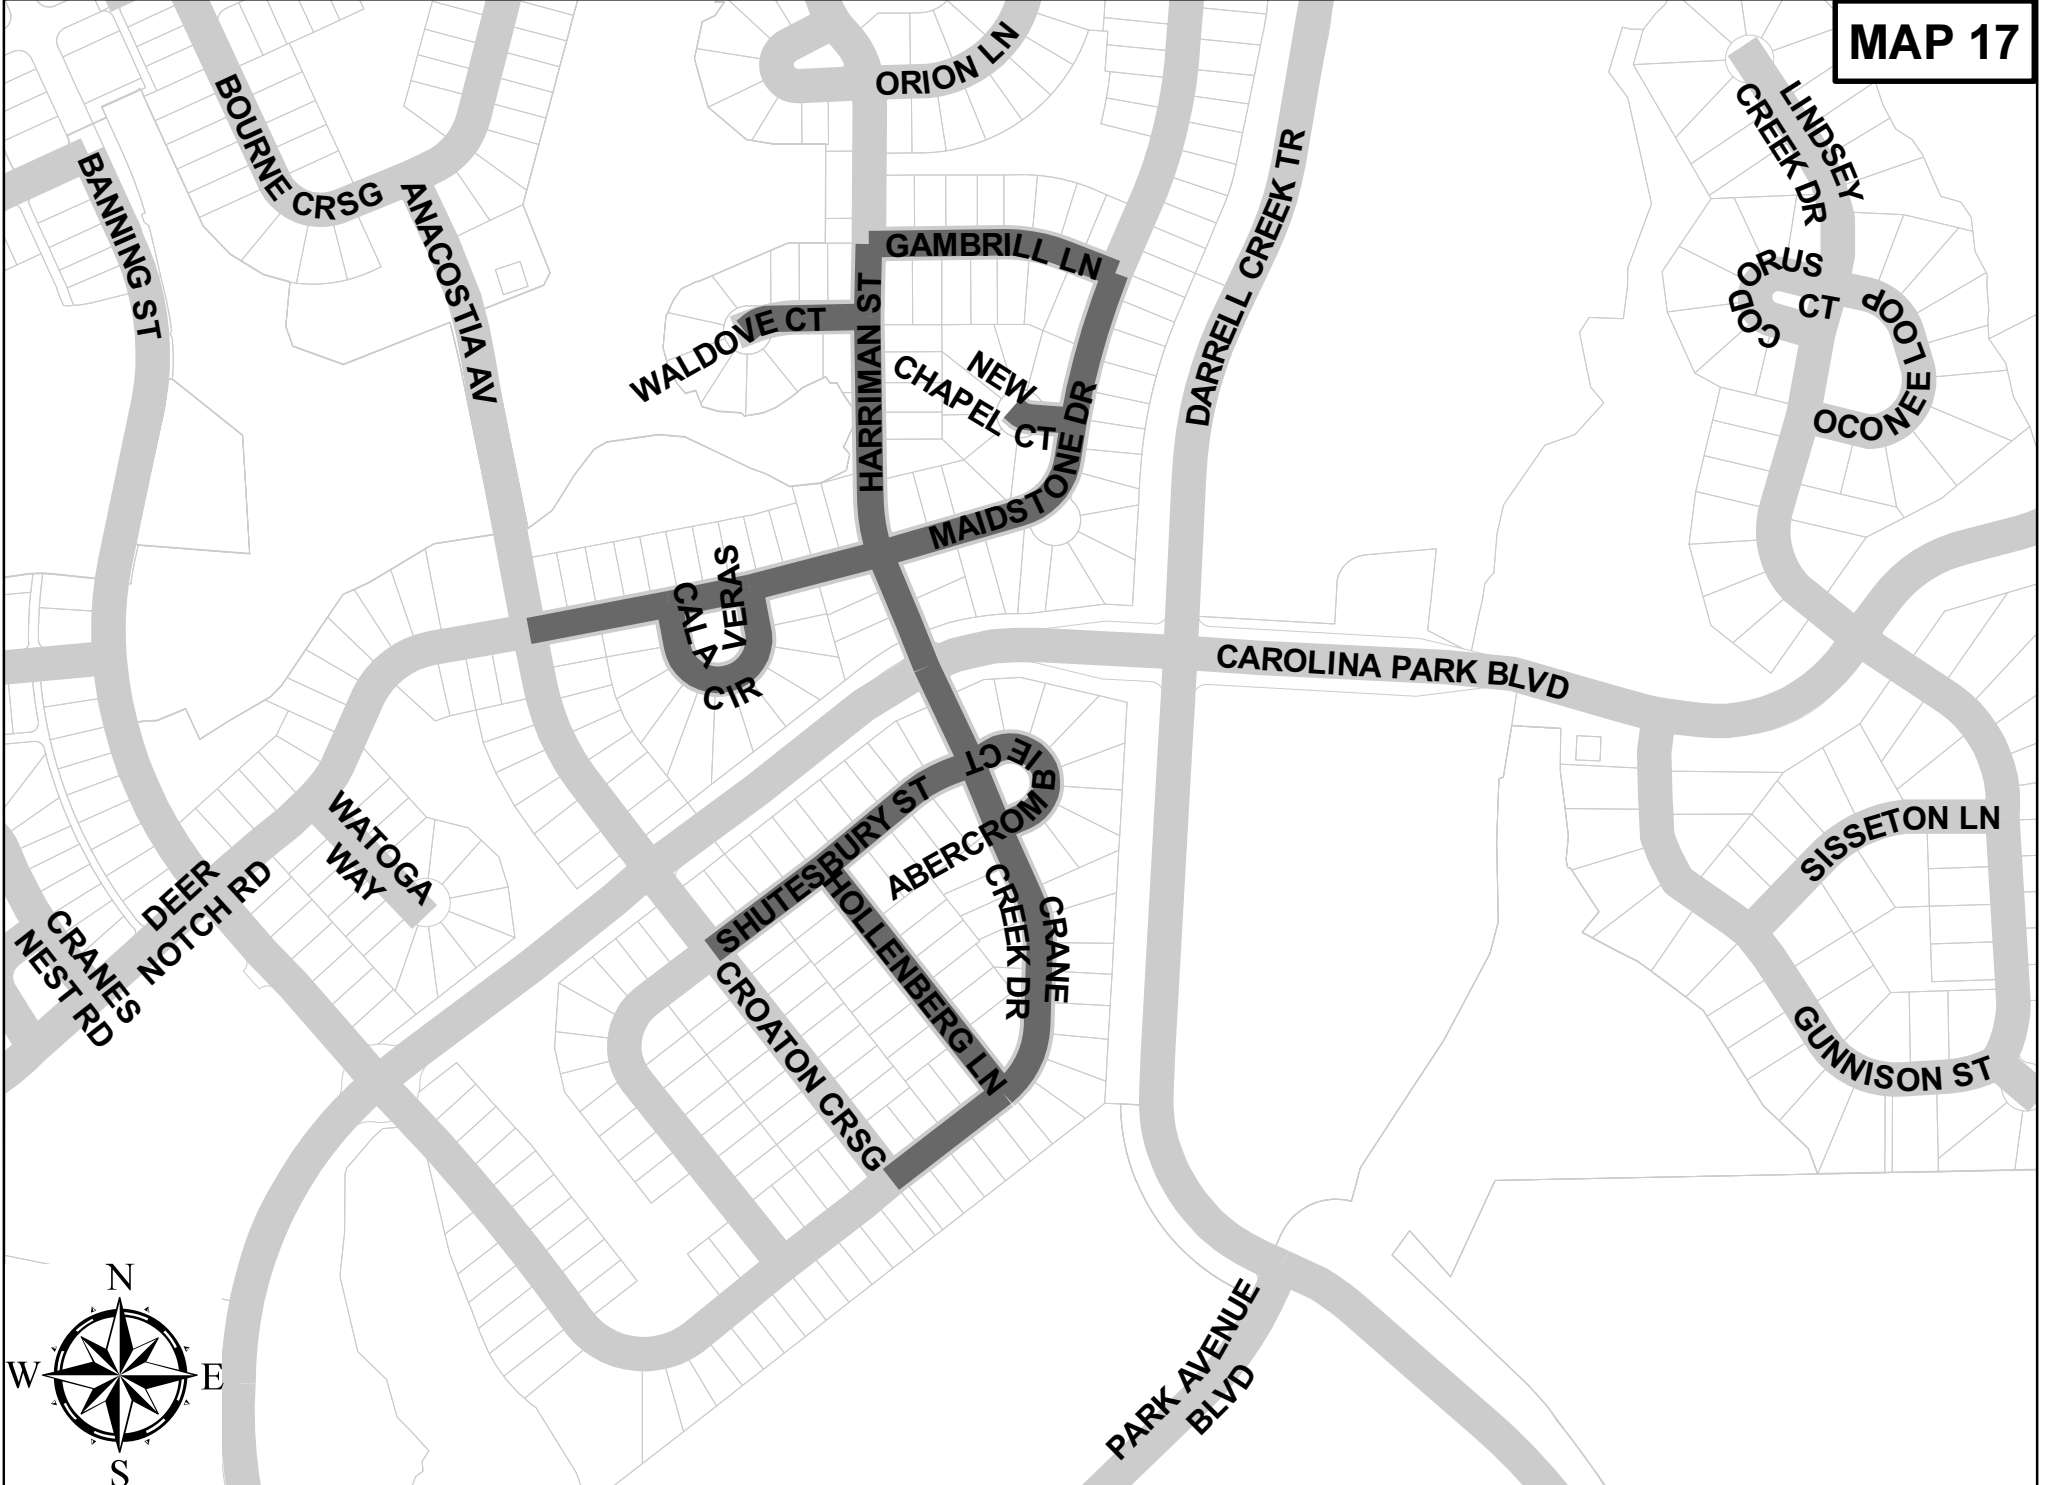 MAP 17
ORION LN
BOURNE CRSG
LINDSEY
CREEK DR
BANNING ST
ANACOSTIA AV
DARRELL CREEK TR
GAMBRILL LN
CODORUS
CT
OCONEE LOOP
WALDOVE CT
HARRIMAN ST
NEW
CHAPEL CT
MAIDSTONE DR
CALAVERAS
CIR
CAROLINA PARK BLVD
ABERCROMBIE CT
SHUTESBURY ST
WATOGA
WAY
SISSETON LN
DEER
NOTCH RD
CRANES
NEST RD
HOLLENBERG LN
CRANE
CREEK DR
CROATON CRSG
GUNNISON ST
PARK AVENUE
BLVD
N
W E
S